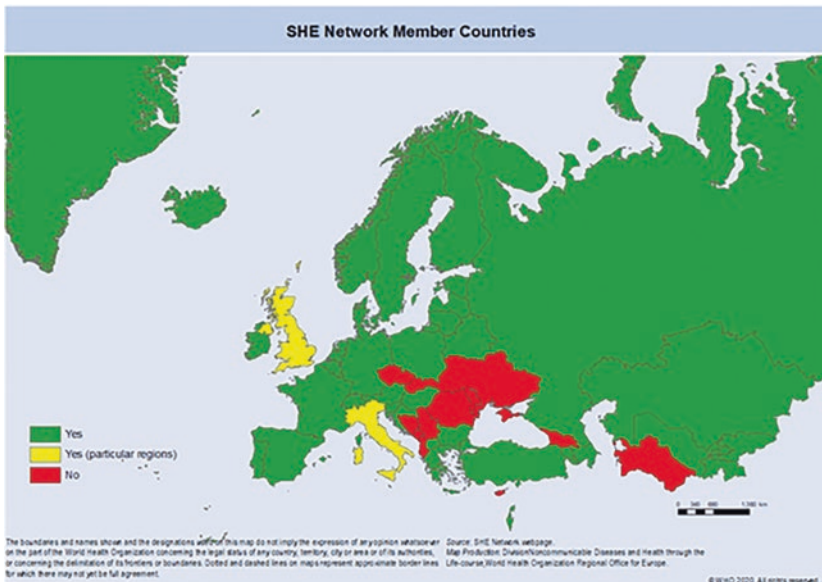 SHE Network Member Countries
Yes
Yes (particular regions)
No
The boundaries and names shown and the designations used on this map do not imply the expression of any opinion whatsoever
on the part of the World Health Organization concerning the legal status of any country, territory, city or area or of its authorities,
or concerning the delimitation of its frontiers or boundaries. Dotted and dashed lines on maps represent approximate border lines
for which there may not yet be full agreement.
Source: SHE Network webpage.
Map Production: DivisionNoncommunicable Diseases and Health through the
Life-course,World Health Organization Regional Office for Europe.
©WHO 2020. All rights reserved